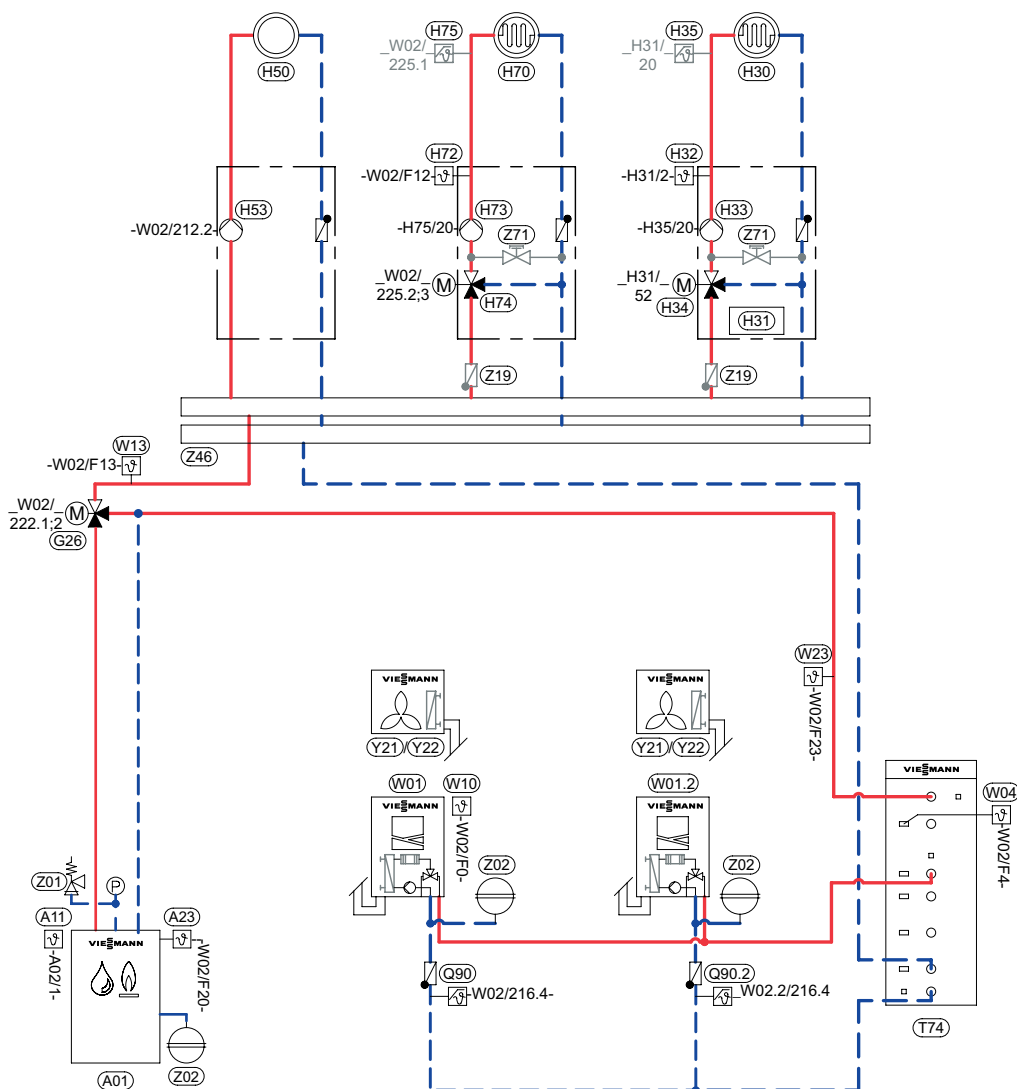 H75
H35
_W02/
225.1
_H31/
20
H50
H70
H30
H72
H32
-W02/F12-
-H31/2-
H53
H73
H33
-W02/212.2-
-H75/20-
Z71
-H35/20-
Z71
_W02/_
225.2;3
M
H74
_H31/_
52
M
H34
H31
Z19
Z19
Z46
W13
-W02/F13-
_W02/_
222.1;2
M
G26
W23
-W02/F23-
VIESMANN
VIESMANN
Y21/Y22
Y21/Y22
VIESMANN
W01
W10
W01.2
W04
VIESMANN
VIESMANN
-W02/F0-
-W02/F4-
Z01
P
Z02
Z02
A11
A23
VIESMANN
-A02/1-
-W02/F20-
Q90
Q90.2
-W02/216.4-
_W02.2/216.4
T74
A01
Z02